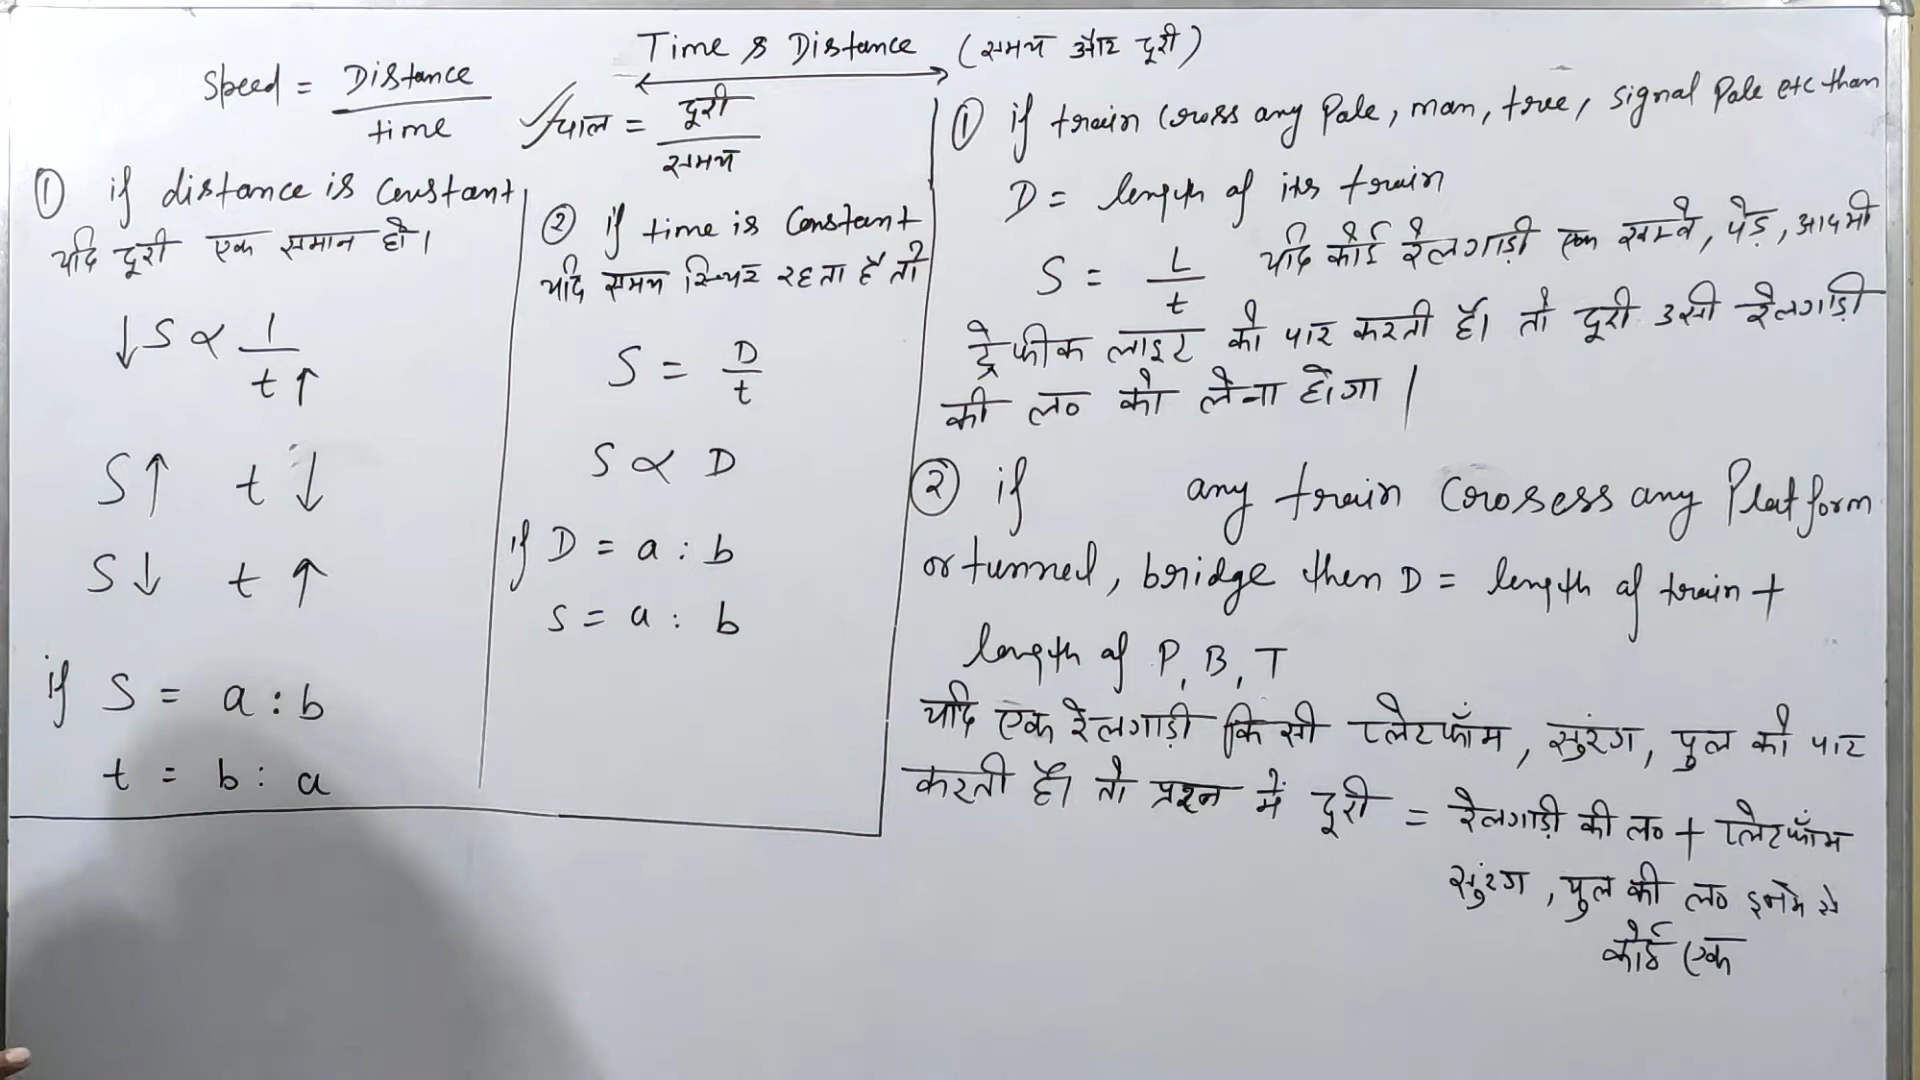 Time & Distance (समय और दूरी)
Speed = Distance / time
चाल = दूरी / समय
① if distance is Constant
यदि दूरी एक समान हो।
↓S ∝ 1 / t↑
S↑ t↓
S↓ t↑
if S = a : b
t = b : a
② if time is Constant
यदि समय स्थिर रहता है तो
S = D / t
S ∝ D
if D = a : b
S = a : b
① if train cross any Pole, man, tree, signal Pole etc than
D = length of its train
S = L / t यदि कोई रेलगाड़ी एक खम्बे, पेड़, आदमी
ट्रेफीक लाइट को पार करती है। तो दूरी उसी रेलगाड़ी
की ल० को लेना होगा।
② if any train Crosess any Platform
or tunnel, bridge then D = length of train +
length of P, B, T
यदि एक रेलगाड़ी किसी प्लेटफॉम, सुरंग, पुल को पार
करती है। तो प्रश्न में दूरी = रेलगाड़ी की ल० + प्लेटफॉम
सुरंग, पुल की ल० इनमे से
कोई एक